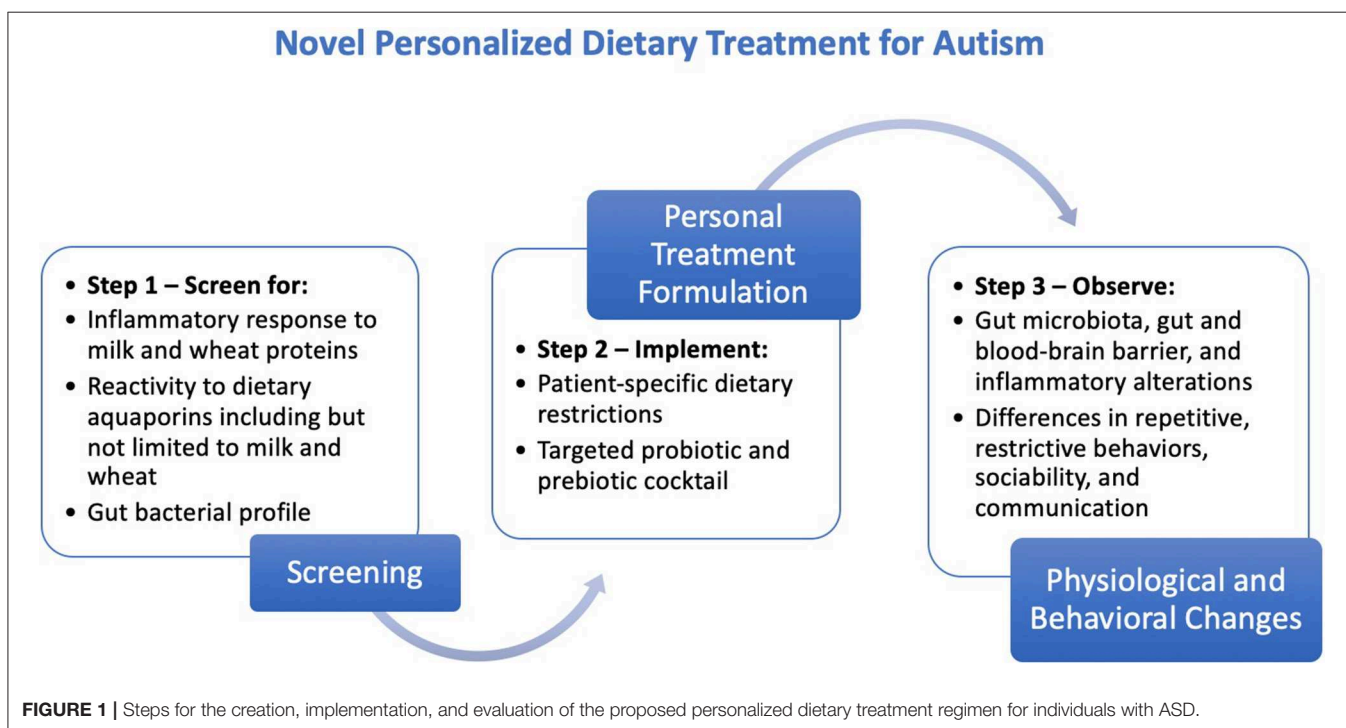 Novel Personalized Dietary Treatment for Autism
• Step 1 – Screen for:
• Inflammatory response to
milk and wheat proteins
• Reactivity to dietary
aquaporins including but
not limited to milk and
wheat
• Gut bacterial profile
Screening
Personal
Treatment
Formulation
• Step 2 – Implement:
• Patient-specific dietary
restrictions
• Targeted probiotic and
prebiotic cocktail
• Step 3 – Observe:
• Gut microbiota, gut and
blood-brain barrier, and
inflammatory alterations
• Differences in repetitive,
restrictive behaviors,
sociability, and
communication
Physiological and
Behavioral Changes
FIGURE 1 | Steps for the creation, implementation, and evaluation of the proposed personalized dietary treatment regimen for individuals with ASD.